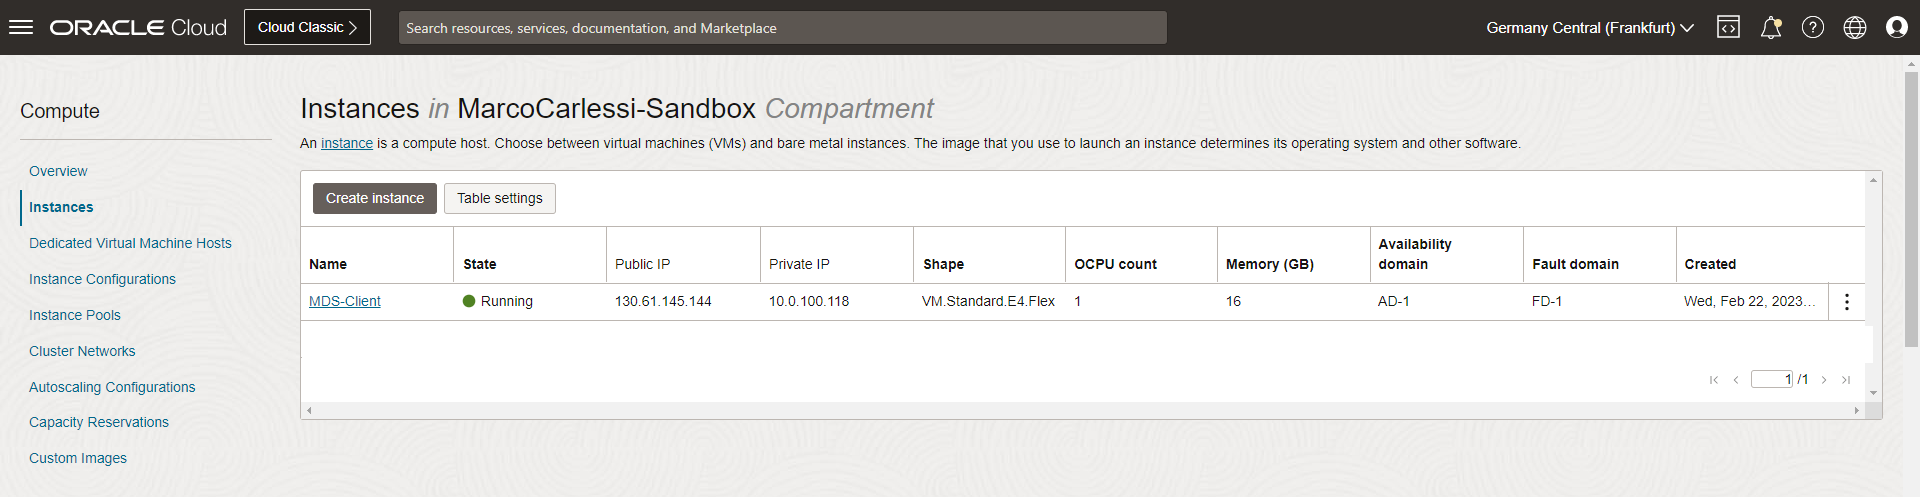 ORACLE Cloud
Cloud Classic
Search resources, services, documentation, and Marketplace
Germany Central (Frankfurt)
Compute
Overview
Instances
Dedicated Virtual Machine Hosts
Instance Configurations
Instance Pools
Cluster Networks
Autoscaling Configurations
Capacity Reservations
Custom Images
Instances in MarcoCarlessi-Sandbox Compartment
An instance is a compute host. Choose between virtual machines (VMs) and bare metal instances. The image that you use to launch an instance determines its operating system and other software.
Create instance Table settings
Name State Public IP Private IP Shape OCPU count Memory (GB) Availability domain Fault domain Created
MDS-Client Running 130.61.145.144 10.0.100.118 VM.Standard.E4.Flex 1 16 AD-1 FD-1 Wed, Feb 22, 2023...
1 /1